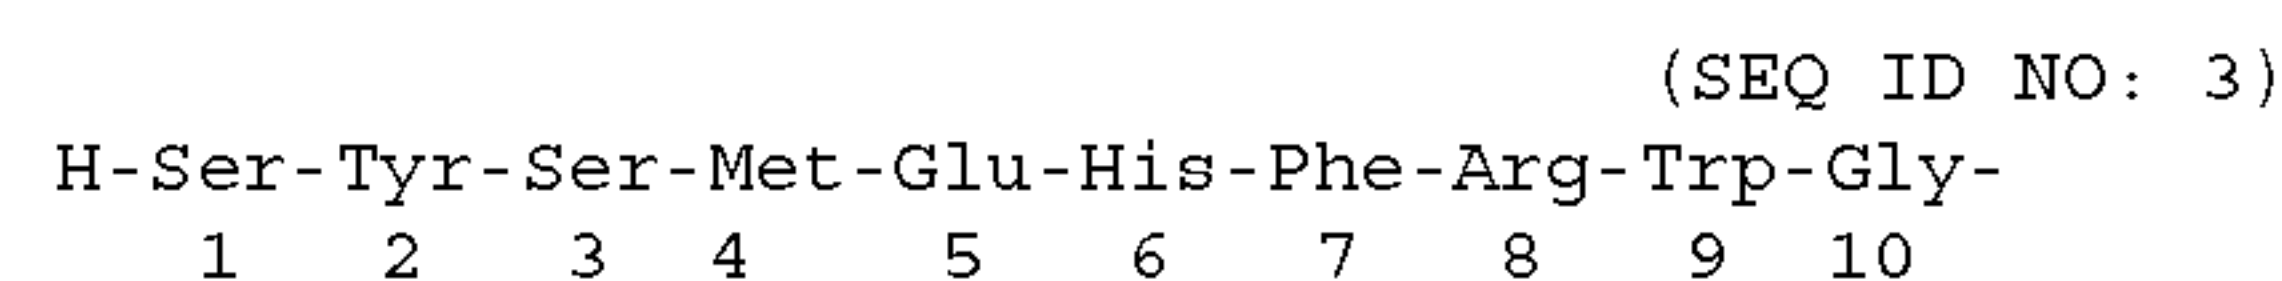 (SEQ ID NO: 3)
H-Ser-Tyr-Ser-Met-Glu-His-Phe-Arg-Trp-Gly-
1 2 3 4 5 6 7 8 9 10